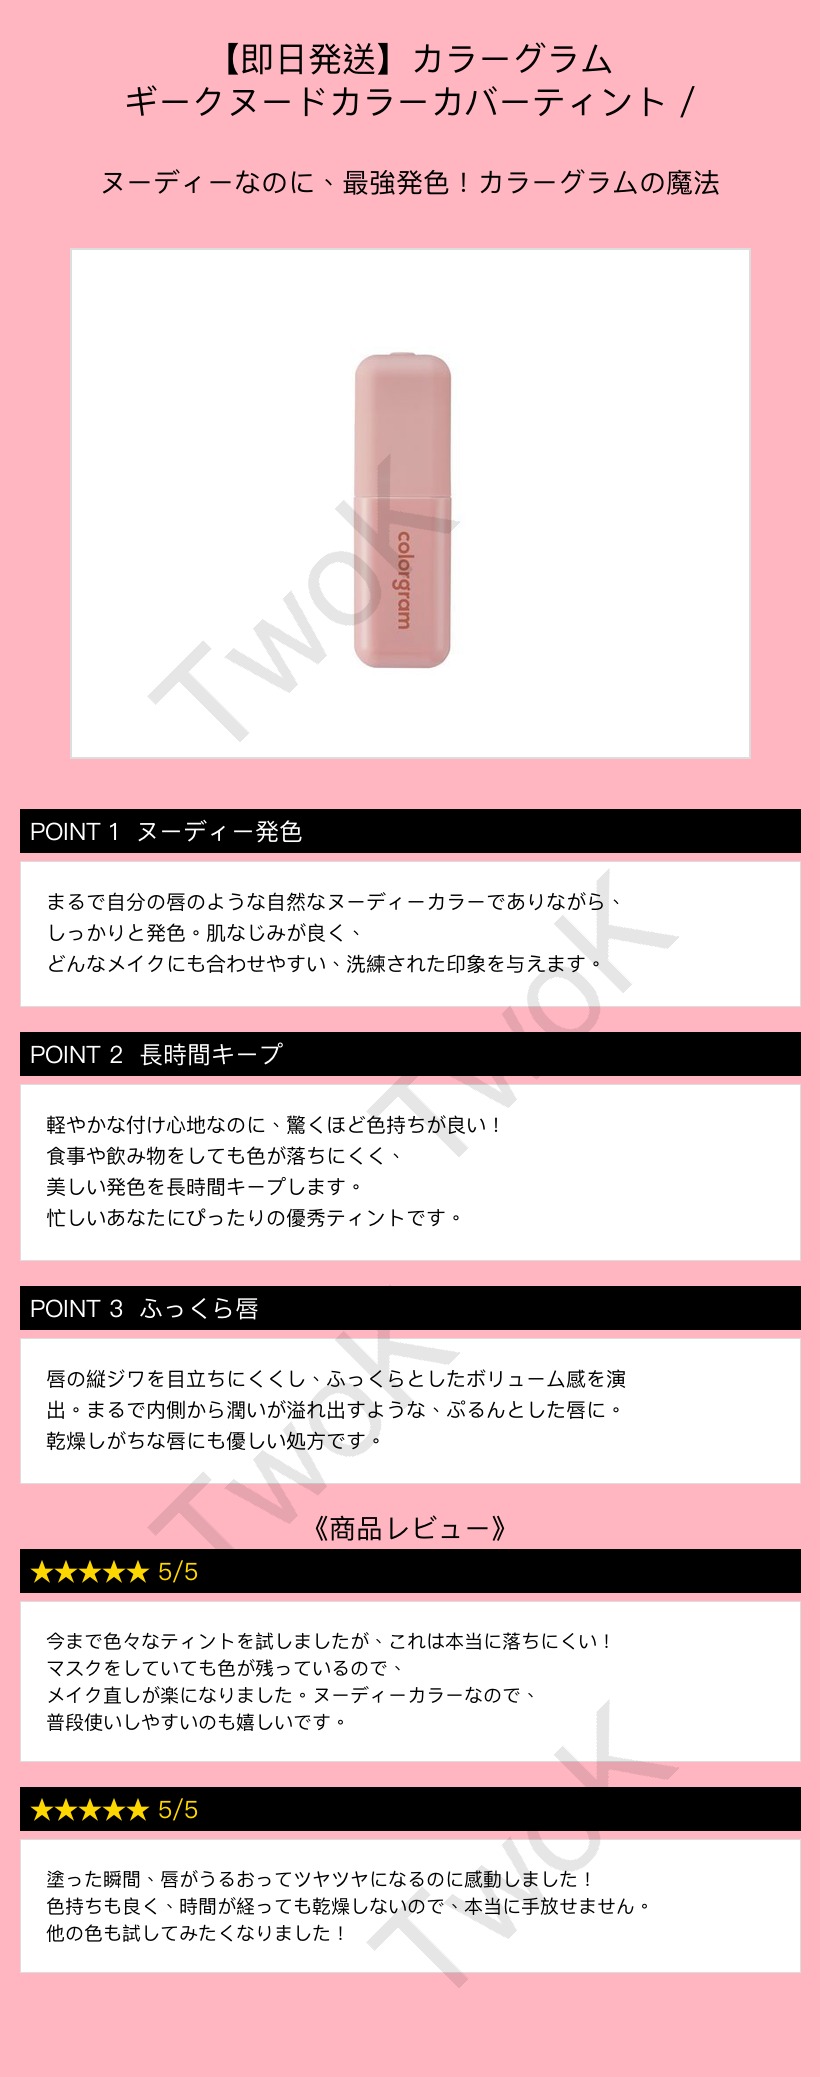 【即日発送】カラーグラム
ギークヌードカラーカバーティント /
ヌーディーなのに、最強発色！カラーグラムの魔法
colorgram
TwoK
POINT 1 ヌーディー発色
まるで自分の唇のような自然なヌーディーカラーでありながら、
しっかりと発色。肌なじみが良く、
どんなメイクにも合わせやすい、洗練された印象を与えます。
TwoK
POINT 2 長時間キープ
軽やかな付け心地なのに、驚くほど色持ちが良い！
食事や飲み物をしても色が落ちにくく、
美しい発色を長時間キープします。
忙しいあなたにぴったりの優秀ティントです。
POINT 3 ふっくら唇
唇の縦ジワを目立ちにくくし、ふっくらとしたボリューム感を演
出。まるで内側から潤いが溢れ出すような、ぷるんとした唇に。
乾燥しがちな唇にも優しい処方です。
TwoK
《商品レビュー》
★★★★★ 5/5
今まで色々なティントを試しましたが、これは本当に落ちにくい！
マスクをしていても色が残っているので、
メイク直しが楽になりました。ヌーディーカラーなので、
普段使いしやすいのも嬉しいです。
★★★★★ 5/5
塗った瞬間、唇がうるおってツヤツヤになるのに感動しました！
色持ちも良く、時間が経っても乾燥しないので、本当に手放せません。
他の色も試してみたくなりました！
TwoK